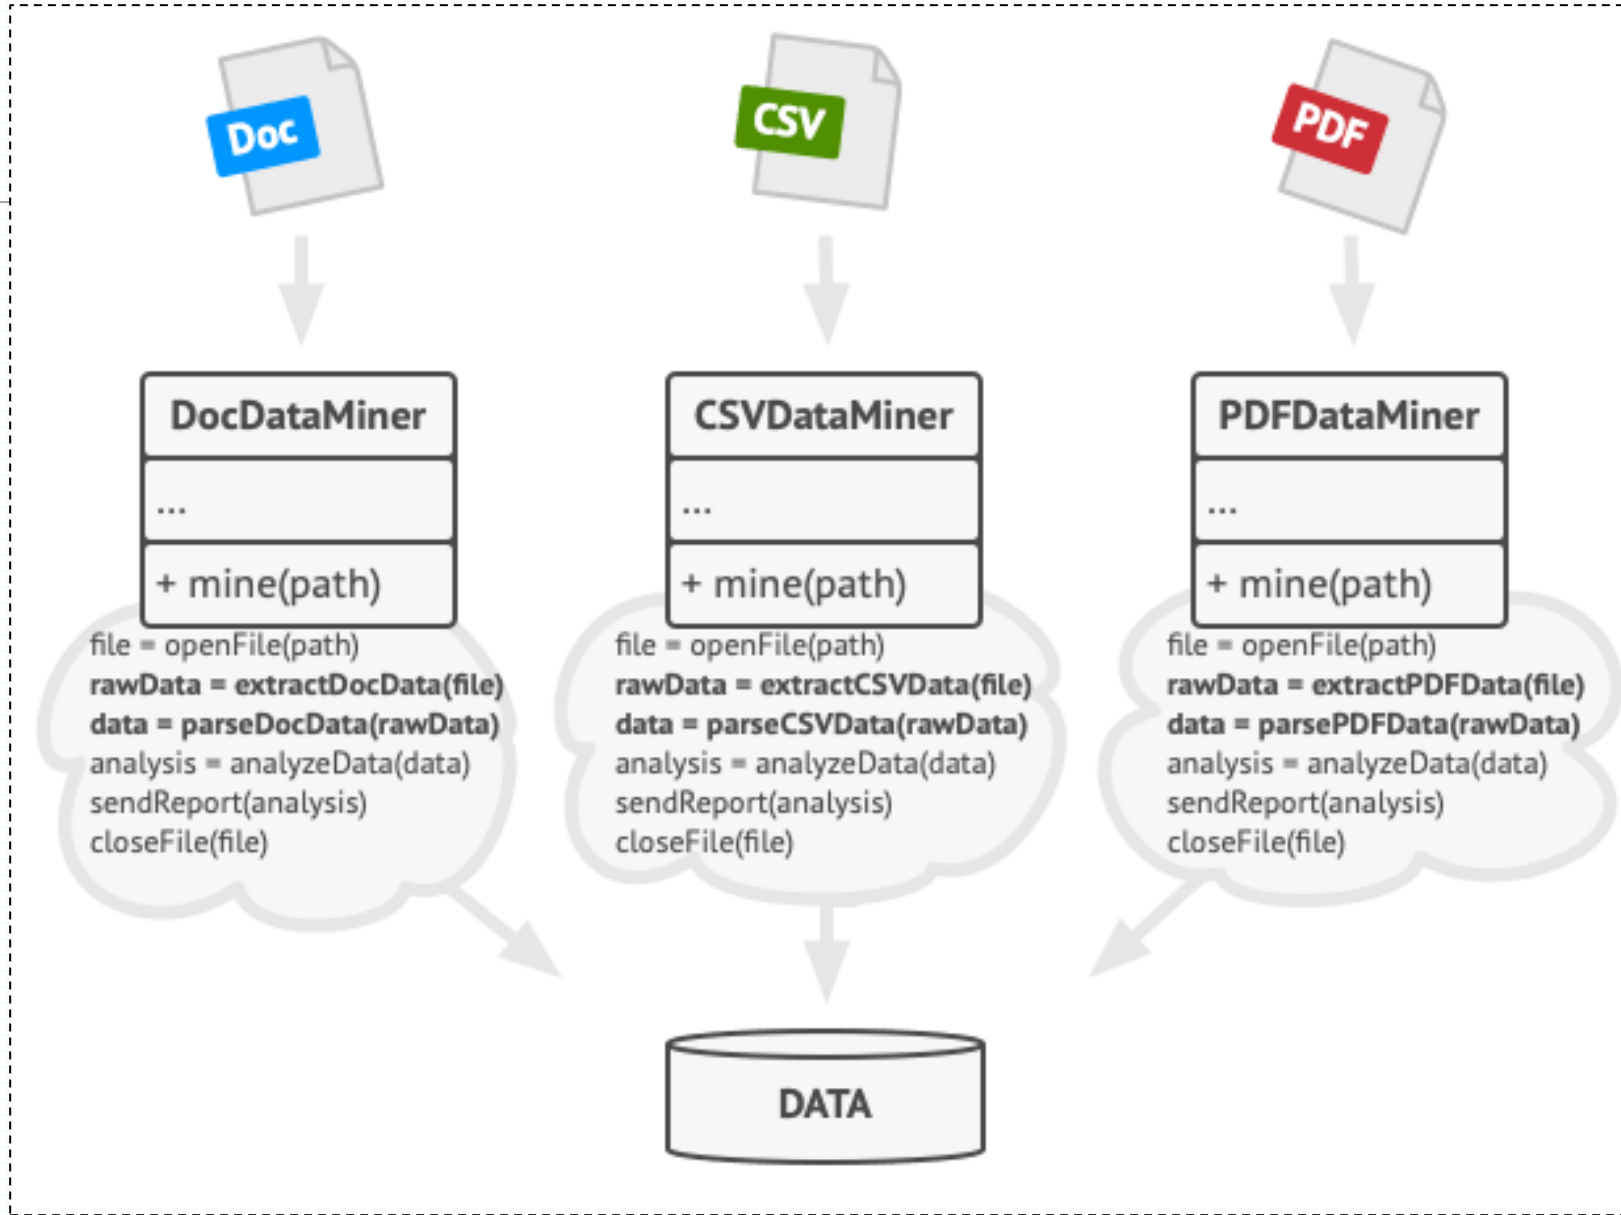 Doc
CSV
PDF
DocDataMiner
...
+ mine(path)
file = openFile(path)
rawData = extractDocData(file)
data = parseDocData(rawData)
analysis = analyzeData(data)
sendReport(analysis)
closeFile(file)
CSVDataMiner
...
+ mine(path)
file = openFile(path)
rawData = extractCSVData(file)
data = parseCSVData(rawData)
analysis = analyzeData(data)
sendReport(analysis)
closeFile(file)
PDFDataMiner
...
+ mine(path)
file = openFile(path)
rawData = extractPDFData(file)
data = parsePDFData(rawData)
analysis = analyzeData(data)
sendReport(analysis)
closeFile(file)
DATA